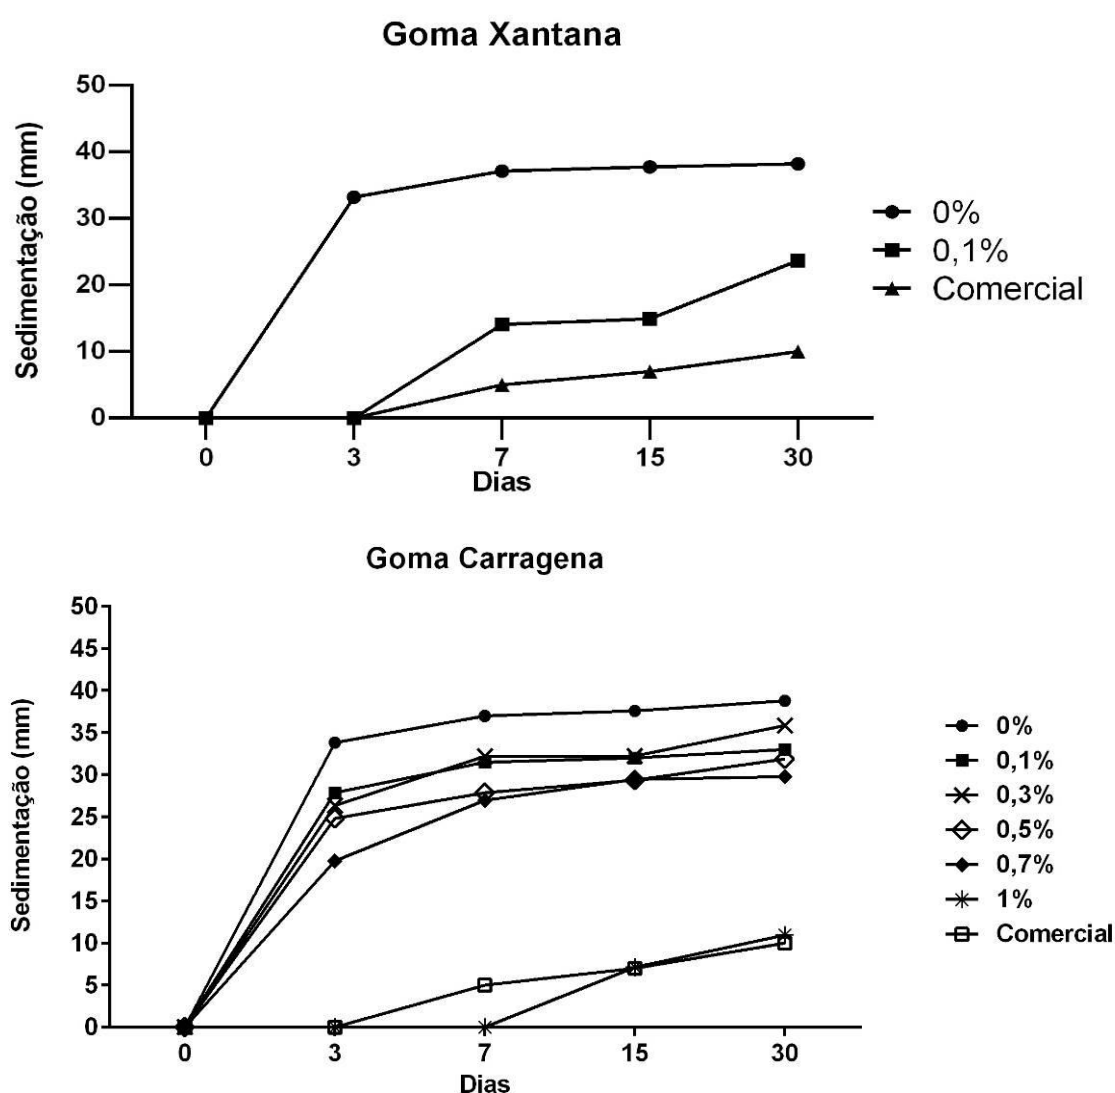 Goma Xantana
Sedimentação (mm)
50
40
30
20
10
0
0 3 7 15 30
Dias
0%
0,1%
Comercial
Goma Carragena
Sedimentação (mm)
50
45
40
35
30
25
20
15
10
5
0
0 3 7 15 30
Dias
0%
0,1%
0,3%
0,5%
0,7%
1%
Comercial